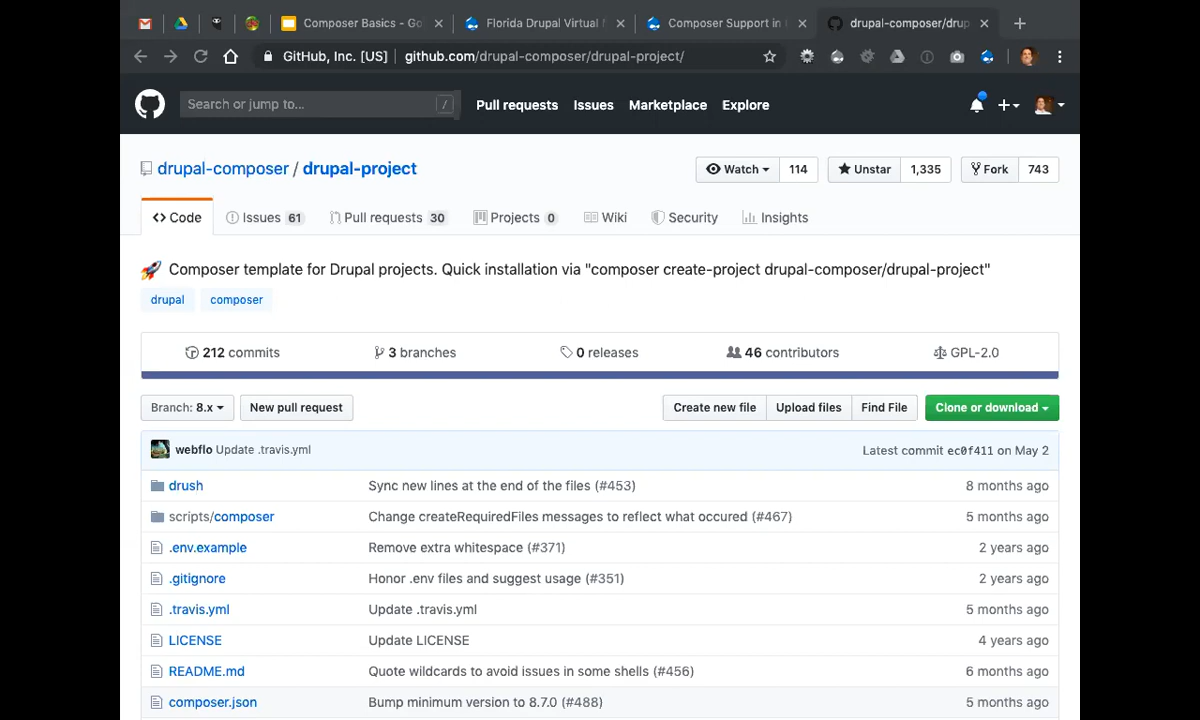 Composer Basics - Go
Florida Drupal Virtual
Composer Support in
drupal-composer/drup
GitHub, Inc. [US] github.com/drupal-composer/drupal-project/
Search or jump to... /
Pull requests Issues Marketplace Explore
drupal-composer / drupal-project
Watch 114 Unstar 1,335 Fork 743
Code Issues 61 Pull requests 30 Projects 0 Wiki Security Insights
🚀 Composer template for Drupal projects. Quick installation via "composer create-project drupal-composer/drupal-project"
drupal composer
212 commits 3 branches 0 releases 46 contributors GPL-2.0
Branch: 8.x New pull request Create new file Upload files Find File Clone or download
webflo Update .travis.yml Latest commit ec0f411 on May 2
drush Sync new lines at the end of the files (#453) 8 months ago
scripts/composer Change createRequiredFiles messages to reflect what occured (#467) 5 months ago
.env.example Remove extra whitespace (#371) 2 years ago
.gitignore Honor .env files and suggest usage (#351) 2 years ago
.travis.yml Update .travis.yml 5 months ago
LICENSE Update LICENSE 4 years ago
README.md Quote wildcards to avoid issues in some shells (#456) 6 months ago
composer.json Bump minimum version to 8.7.0 (#488) 5 months ago